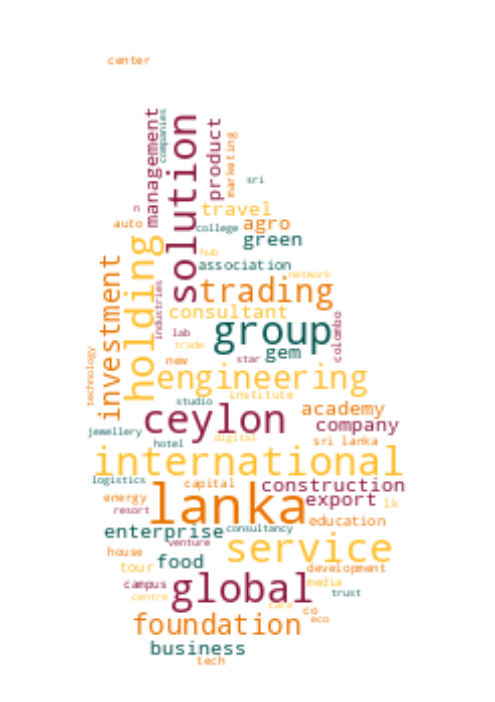 center
management
companies
solution
product
marketing
sri
n
travel
auto
college
agro
green
holding
hub
association
investment
network
industries
trading
consultant
group
colombo
lab
trade
gem
new
star
technology
engineering
institute
studio
ceylon
academy
company
jewellery
hotel
digital
sri lanka
international
logistics
capital
construction
energy
lanka
export
lk
resort
education
enterprise
consultancy
venture
service
house
food
tour
development
campus
global
media
trust
centre
care
co
eco
foundation
business
tech